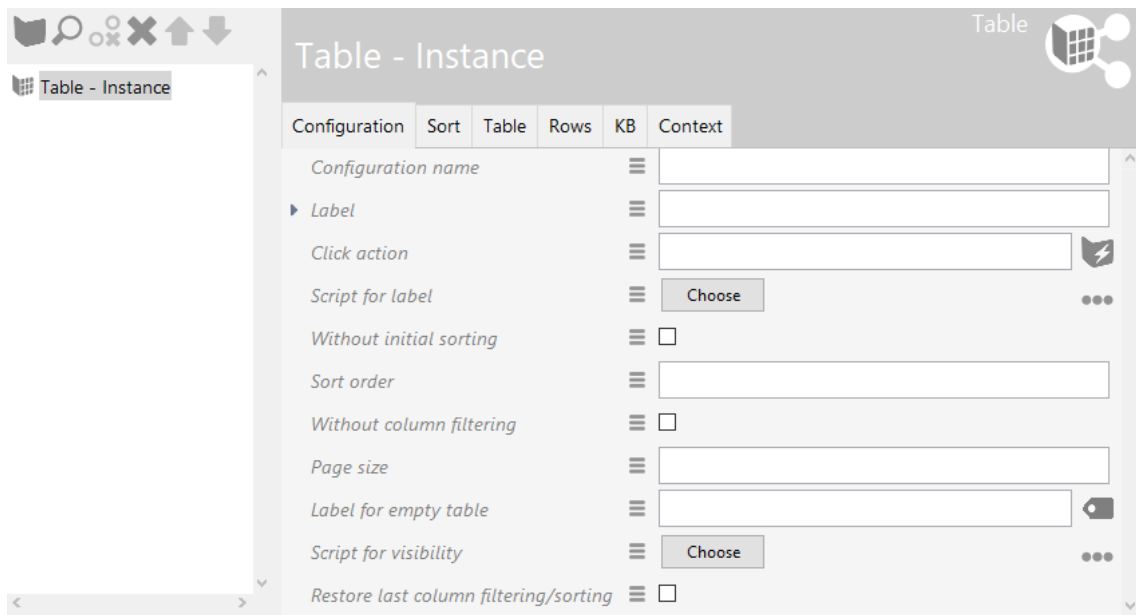 Table
Table - Instance
Table - Instance
Configuration Sort Table Rows KB Context
Configuration name
Label
Click action
Script for label Choose
Without initial sorting
Sort order
Without column filtering
Page size
Label for empty table
Script for visibility Choose
Restore last column filtering/sorting